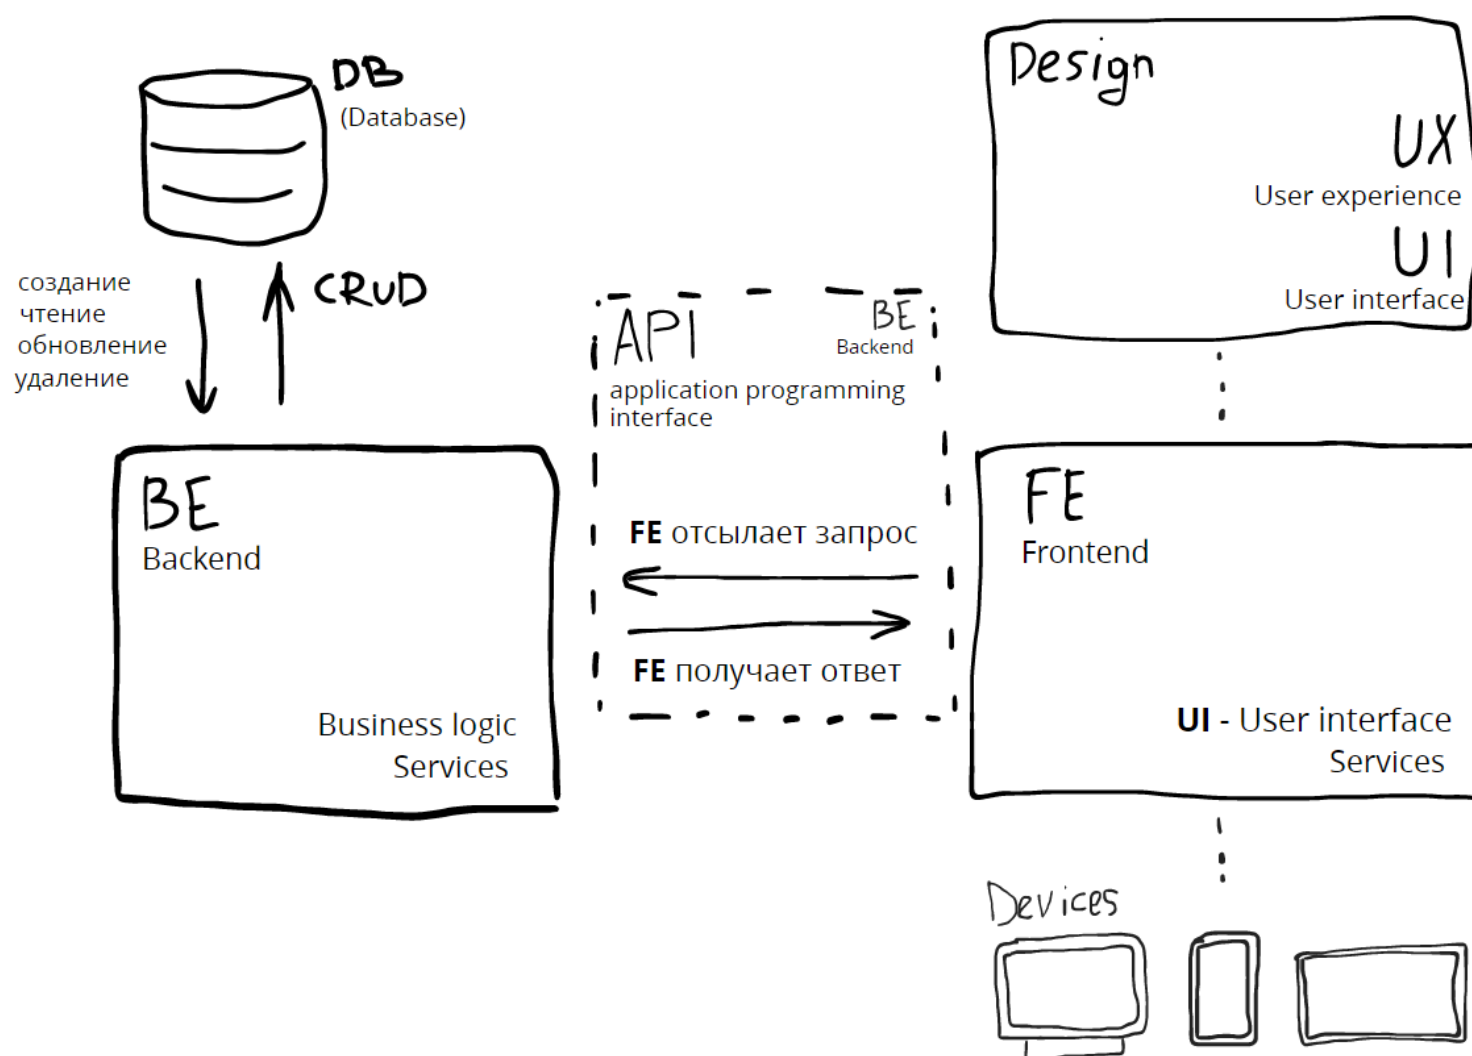 DB
(Database)
создание
чтение
обновление
удаление
CRUD
BE
Backend
Business logic
Services
API
BE
Backend
application programming
interface
FE отсылает запрос
FE получает ответ
Design
UX
User experience
UI
User interface
FE
Frontend
UI - User interface
Services
Devices